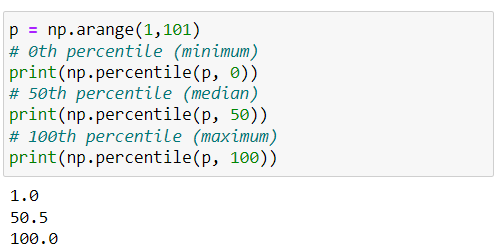 p = np.arange(1,101)
# 0th percentile (minimum)
print(np.percentile(p, 0))
# 50th percentile (median)
print(np.percentile(p, 50))
# 100th percentile (maximum)
print(np.percentile(p, 100))
1.0
50.5
100.0